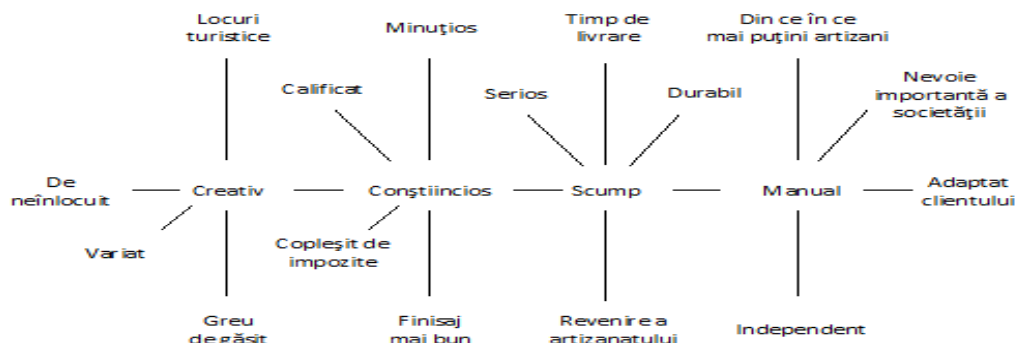 Locuri
turistice
Minuţios
Timp de
livrare
Din ce în ce
mai puţini artizani
Calificat
Serios
Durabil
Nevoie
importantă a
societăţii
De
neînlocuit
Creativ
Conştiincios
Scump
Manual
Adaptat
clientului
Variat
Copleşit de
impozite
Greu
de găsit
Finisaj
mai bun
Revenire a
artizanatului
Independent